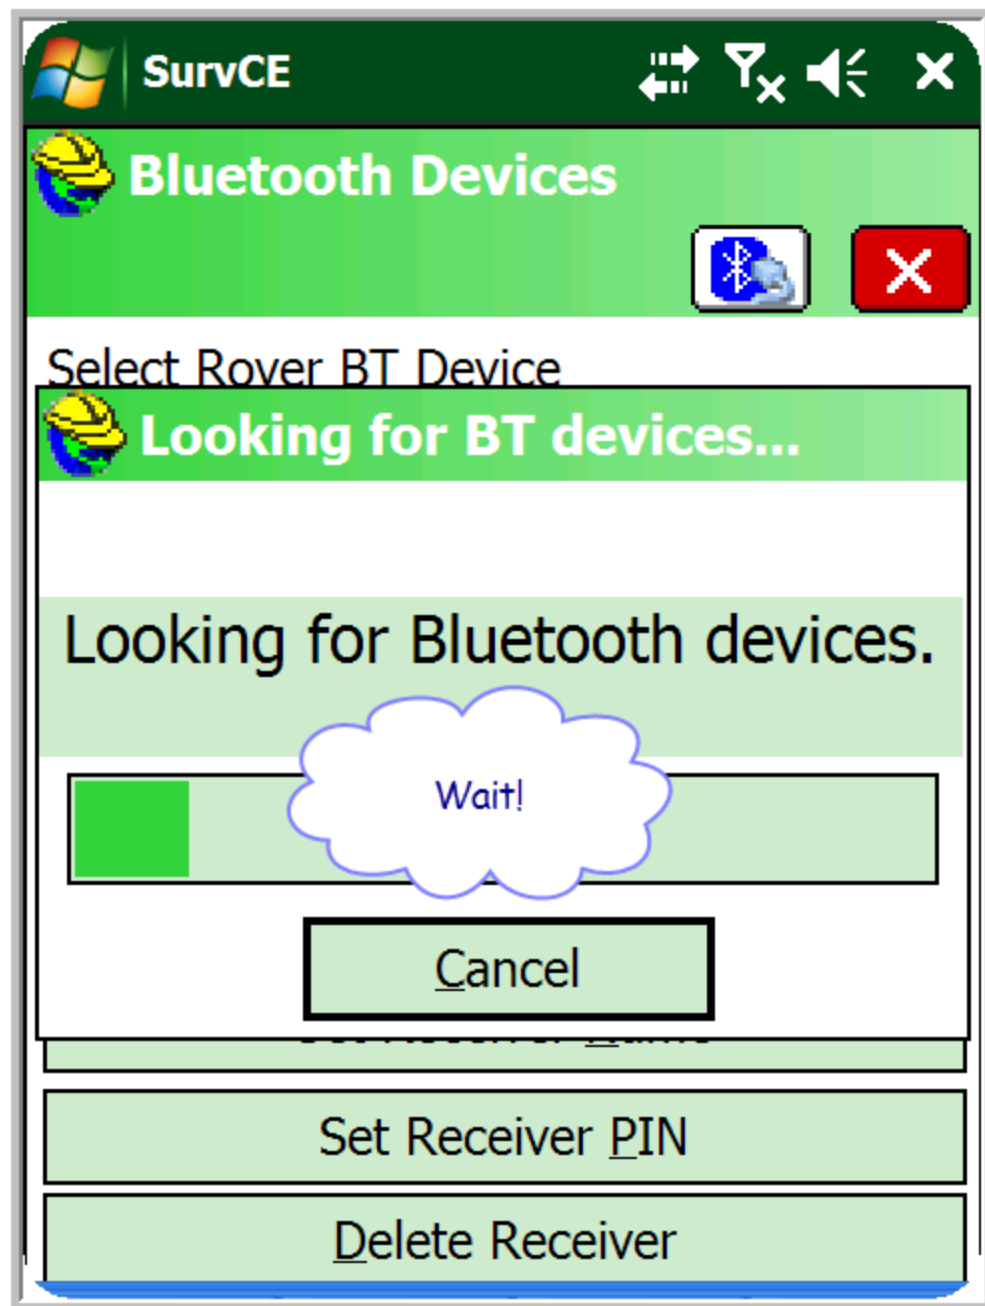 SurvCE
Bluetooth Devices
Select Rover BT Device
Looking for BT devices...
Looking for Bluetooth devices.
Wait!
Cancel
Set Receiver PIN
Delete Receiver